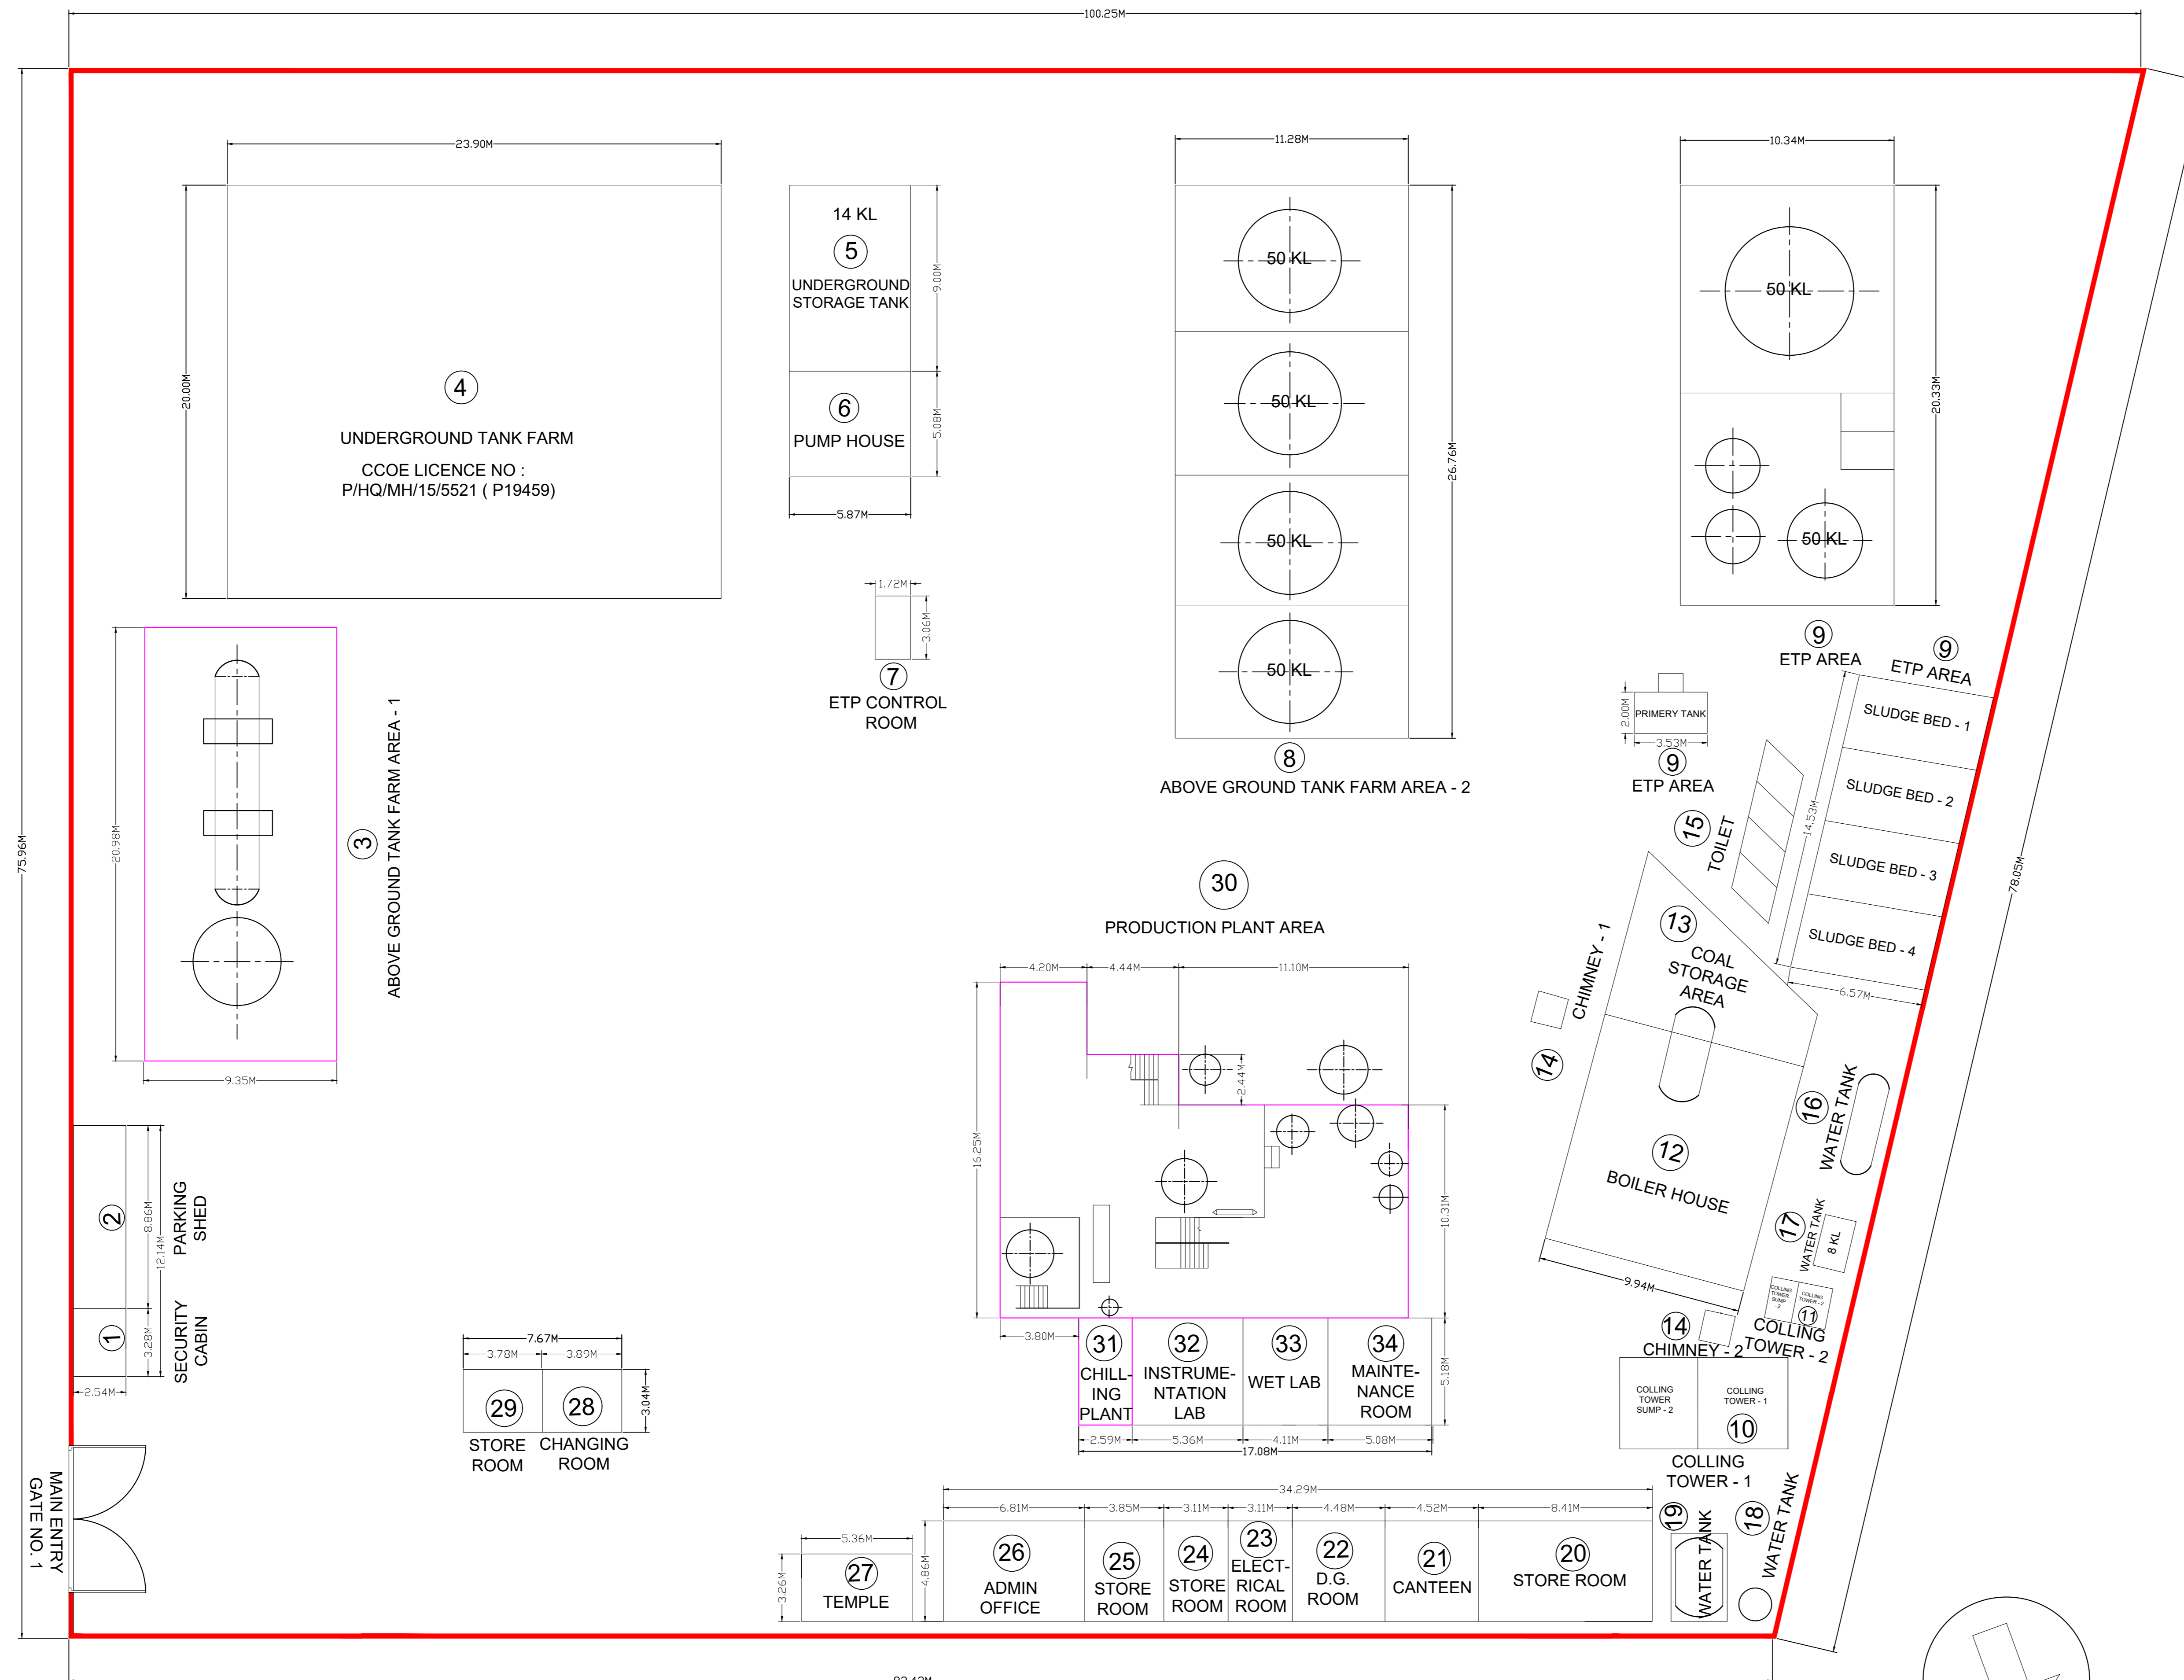 100.25M
75.96M
23.90M
20.00M
4
UNDERGROUND TANK FARM
CCOE LICENCE NO :
P/HQ/MH/15/5521 ( P19459)
14 KL
5
UNDERGROUND
STORAGE TANK
9.00M
6
PUMP HOUSE
5.08M
5.87M
1.72M
3.06M
7
ETP CONTROL
ROOM
11.28M
50 KL
50 KL
50 KL
50 KL
26.76M
8
ABOVE GROUND TANK FARM AREA - 2
10.34M
50 KL
50 KL
20.33M
9
ETP AREA
9
ETP AREA
2.00M
PRIMERY TANK
3.53M
9
ETP AREA
SLUDGE BED - 1
SLUDGE BED - 2
SLUDGE BED - 3
SLUDGE BED - 4
14.53M
6.57M
78.05M
15
TOILET
20.98M
9.35M
3
ABOVE GROUND TANK FARM AREA - 1
30
PRODUCTION PLANT AREA
4.20M
4.44M
11.10M
2.44M
16.25M
10.31M
3.80M
13
COAL
STORAGE
AREA
CHIMNEY - 1
14
12
BOILER HOUSE
9.94M
16
WATER TANK
17
WATER TANK
8 KL
COLLING
TOWER
SUMP
- 2
COLLING
TOWER - 2
11
COLLING
TOWER - 2
14
CHIMNEY - 2
COLLING
TOWER
SUMP - 2
COLLING
TOWER - 1
10
COLLING
TOWER - 1
2
PARKING
SHED
8.86M
12.14M
1
SECURITY
CABIN
3.28M
2.54M
MAIN ENTRY
GATE NO. 1
7.67M
3.78M
3.89M
3.04M
29
STORE
ROOM
28
CHANGING
ROOM
31
CHILL-
ING
PLANT
32
INSTRUME-
NTATION
LAB
33
WET LAB
34
MAINTE-
NANCE
ROOM
5.18M
2.59M
5.36M
4.11M
5.08M
17.08M
34.29M
6.81M
3.85M
3.11M
3.11M
4.48M
4.52M
8.41M
5.36M
3.26M
4.86M
27
TEMPLE
26
ADMIN
OFFICE
25
STORE
ROOM
24
STORE
ROOM
23
ELECT-
RICAL
ROOM
22
D.G.
ROOM
21
CANTEEN
20
STORE ROOM
19
WATER TANK
18
WATER TANK